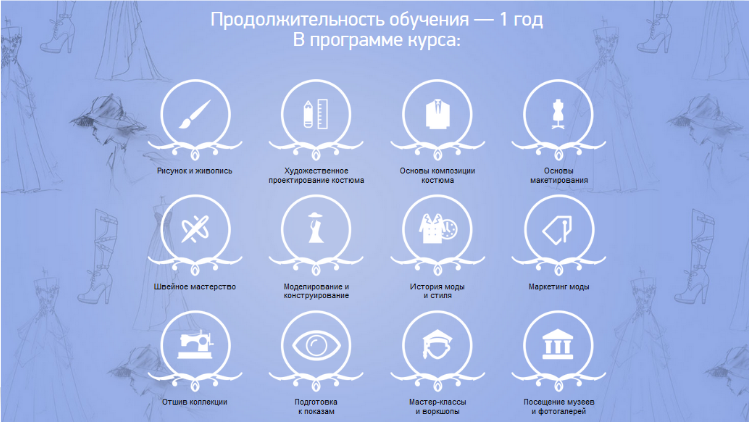 Продолжительность обучения — 1 год
В программе курса:
Рисунок и живопись
Художественное
проектирование костюма
Основы композиции
костюма
Основы
макетирования
Швейное мастерство
Моделирование и
конструирование
История моды
и стиля
Маркетинг моды
Отшив коллекции
Подготовка
к показам
Мастер-классы
и воркшопы
Посещение музеев
и фотогалерей